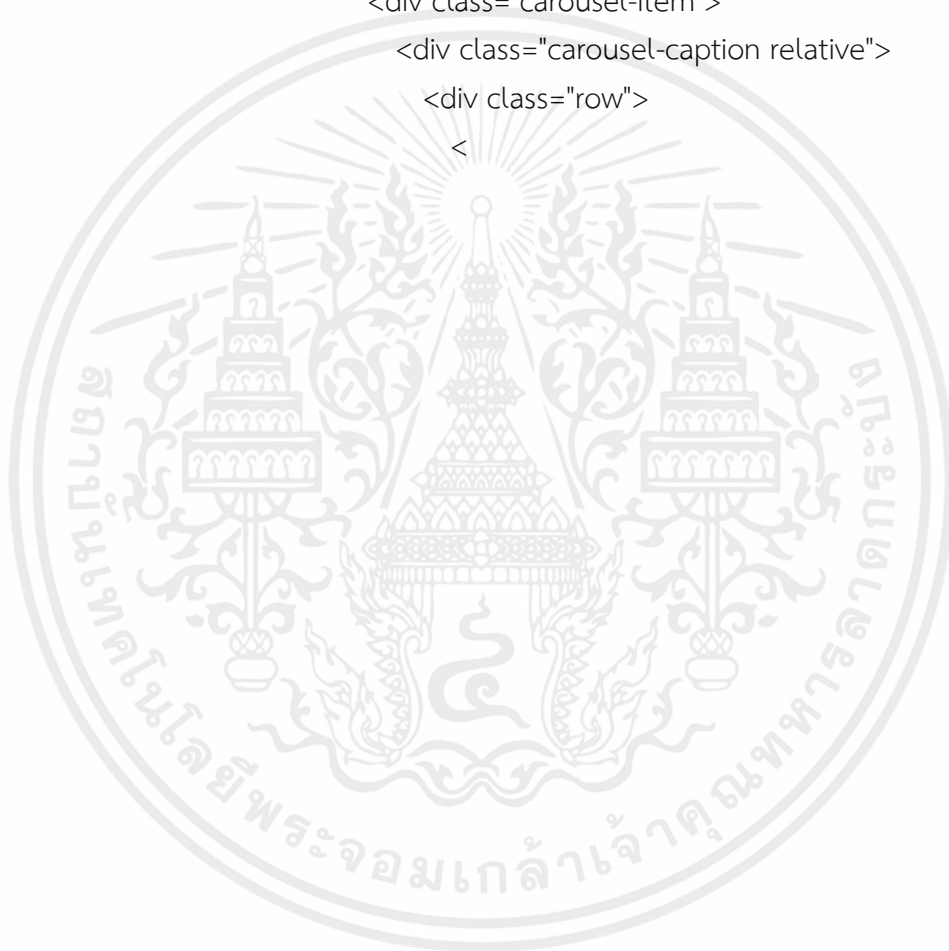 <div class="carousel-item">
<div class="carousel-caption relative">
<div class="row">
<
สถาบันเทคโนโลยีพระจอมเกล้าเจ้าคุณทหารลาดกระบัง
๔